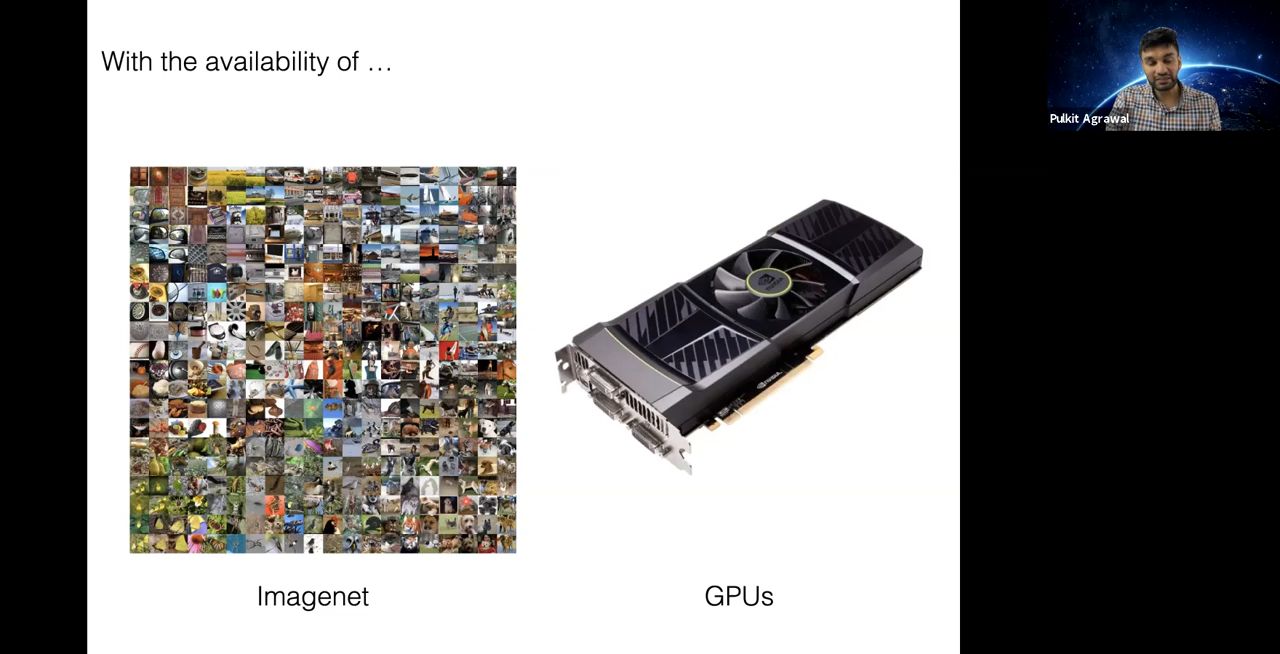 With the availability of …
Pulkit Agrawal
Imagenet
GPUs